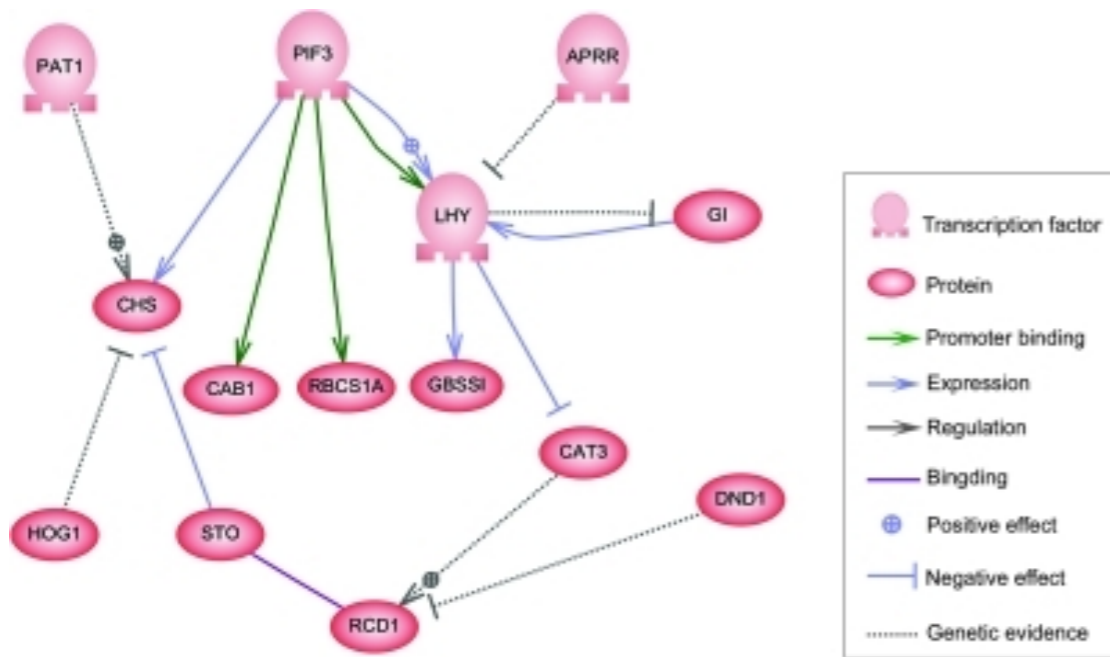 PAT1
PIF3
APRR
LHY
GI
CHS
CAB1
RBCS1A
GBSSI
CAT3
DND1
HOG1
STO
RCD1
Transcription factor
Protein
Promoter binding
Expression
Regulation
Bingding
Positive effect
Negative effect
Genetic evidence